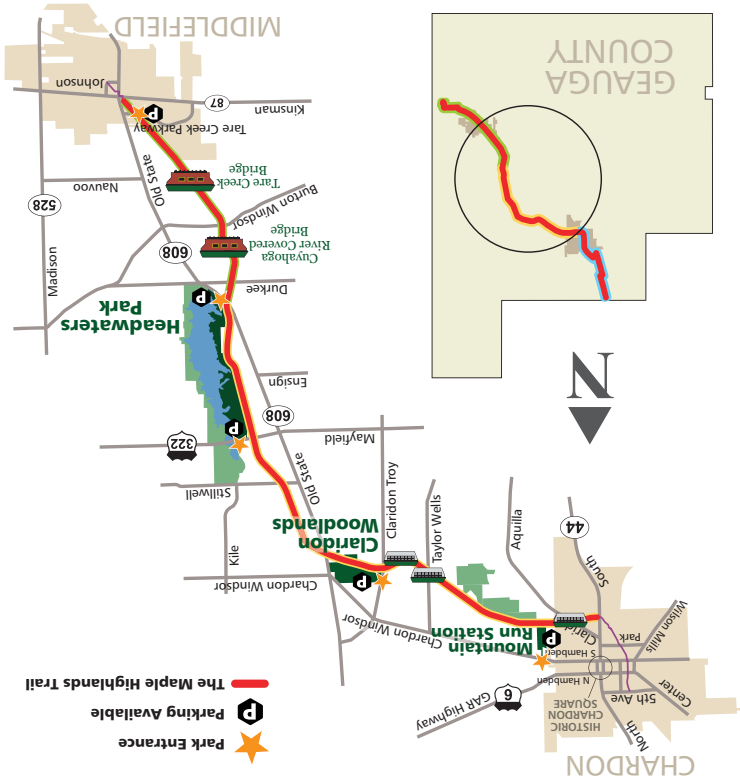 CHARDON
North
HISTORIC
CHARDON
SQUARE
Center
5th Ave
GAR Highway
6
N Hambden
S Hambden
Wilson Mills
Park
South
44
Park Entrance
P
Parking Available
The Maple Highlands Trail
Mountain
Run Station
P
Chardon Windsor
Aquilla
Taylor Wells
Claridon Troy
P
Chardon Windsor
Claridon
Woodlands
Kile
Old State
Stillwell
Mayfield
322
P
608
Ensign
N
Headwaters
Park
P
Durkee
608
Madison
Cuyahoga
River Covered
Bridge
Burton Windsor
Tare Creek
Bridge
528
Nauvoo
Old State
Tare Creek Parkway
P
Kinsman
87
Johnson
MIDDLEFIELD
GEAUGA
COUNTY